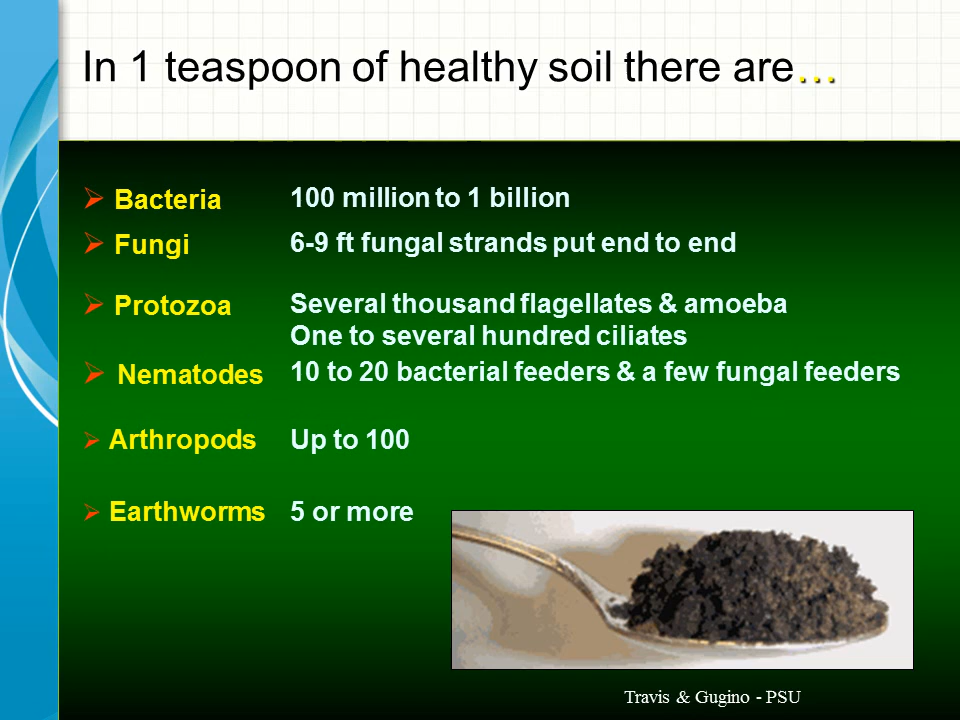 In 1 teaspoon of healthy soil there are…
Bacteria 100 million to 1 billion
Fungi 6-9 ft fungal strands put end to end
Protozoa Several thousand flagellates & amoeba
One to several hundred ciliates
Nematodes 10 to 20 bacterial feeders & a few fungal feeders
Arthropods Up to 100
Earthworms 5 or more
Travis & Gugino - PSU